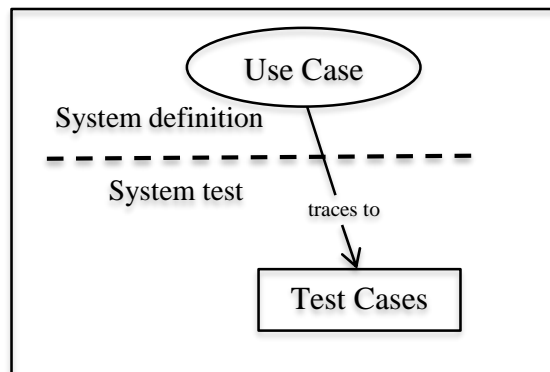 Use Case
System definition
System test
traces to
Test Cases